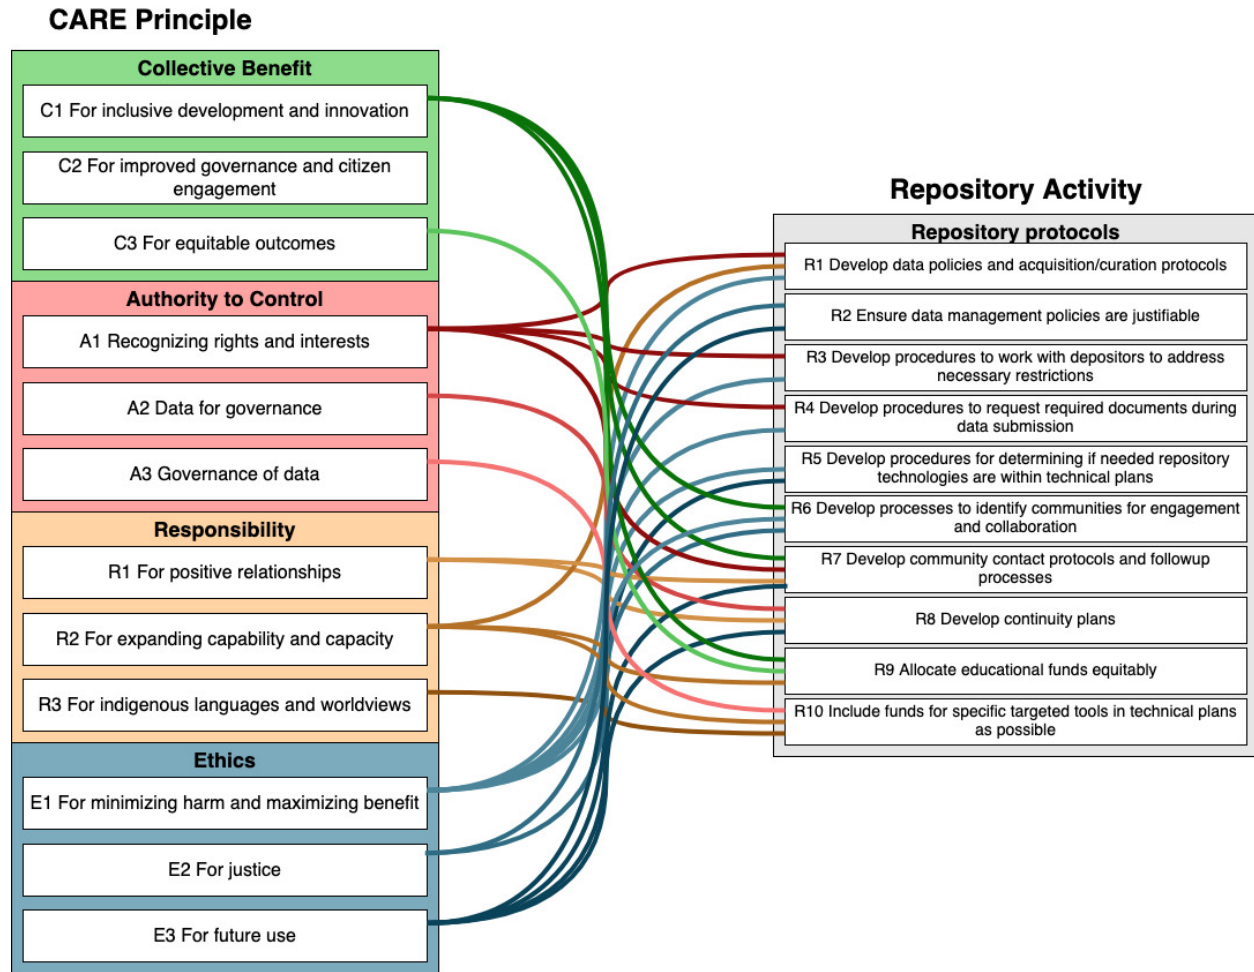 CARE Principle
Collective Benefit
C1 For inclusive development and innovation
C2 For improved governance and citizen
engagement
C3 For equitable outcomes
Authority to Control
A1 Recognizing rights and interests
A2 Data for governance
A3 Governance of data
Responsibility
R1 For positive relationships
R2 For expanding capability and capacity
R3 For indigenous languages and worldviews
Ethics
E1 For minimizing harm and maximizing benefit
E2 For justice
E3 For future use
Repository Activity
Repository protocols
R1 Develop data policies and acquisition/curation protocols
R2 Ensure data management policies are justifiable
R3 Develop procedures to work with depositors to address
necessary restrictions
R4 Develop procedures to request required documents during
data submission
R5 Develop procedures for determining if needed repository
technologies are within technical plans
R6 Develop processes to identify communities for engagement
and collaboration
R7 Develop community contact protocols and followup
processes
R8 Develop continuity plans
R9 Allocate educational funds equitably
R10 Include funds for specific targeted tools in technical plans
as possible